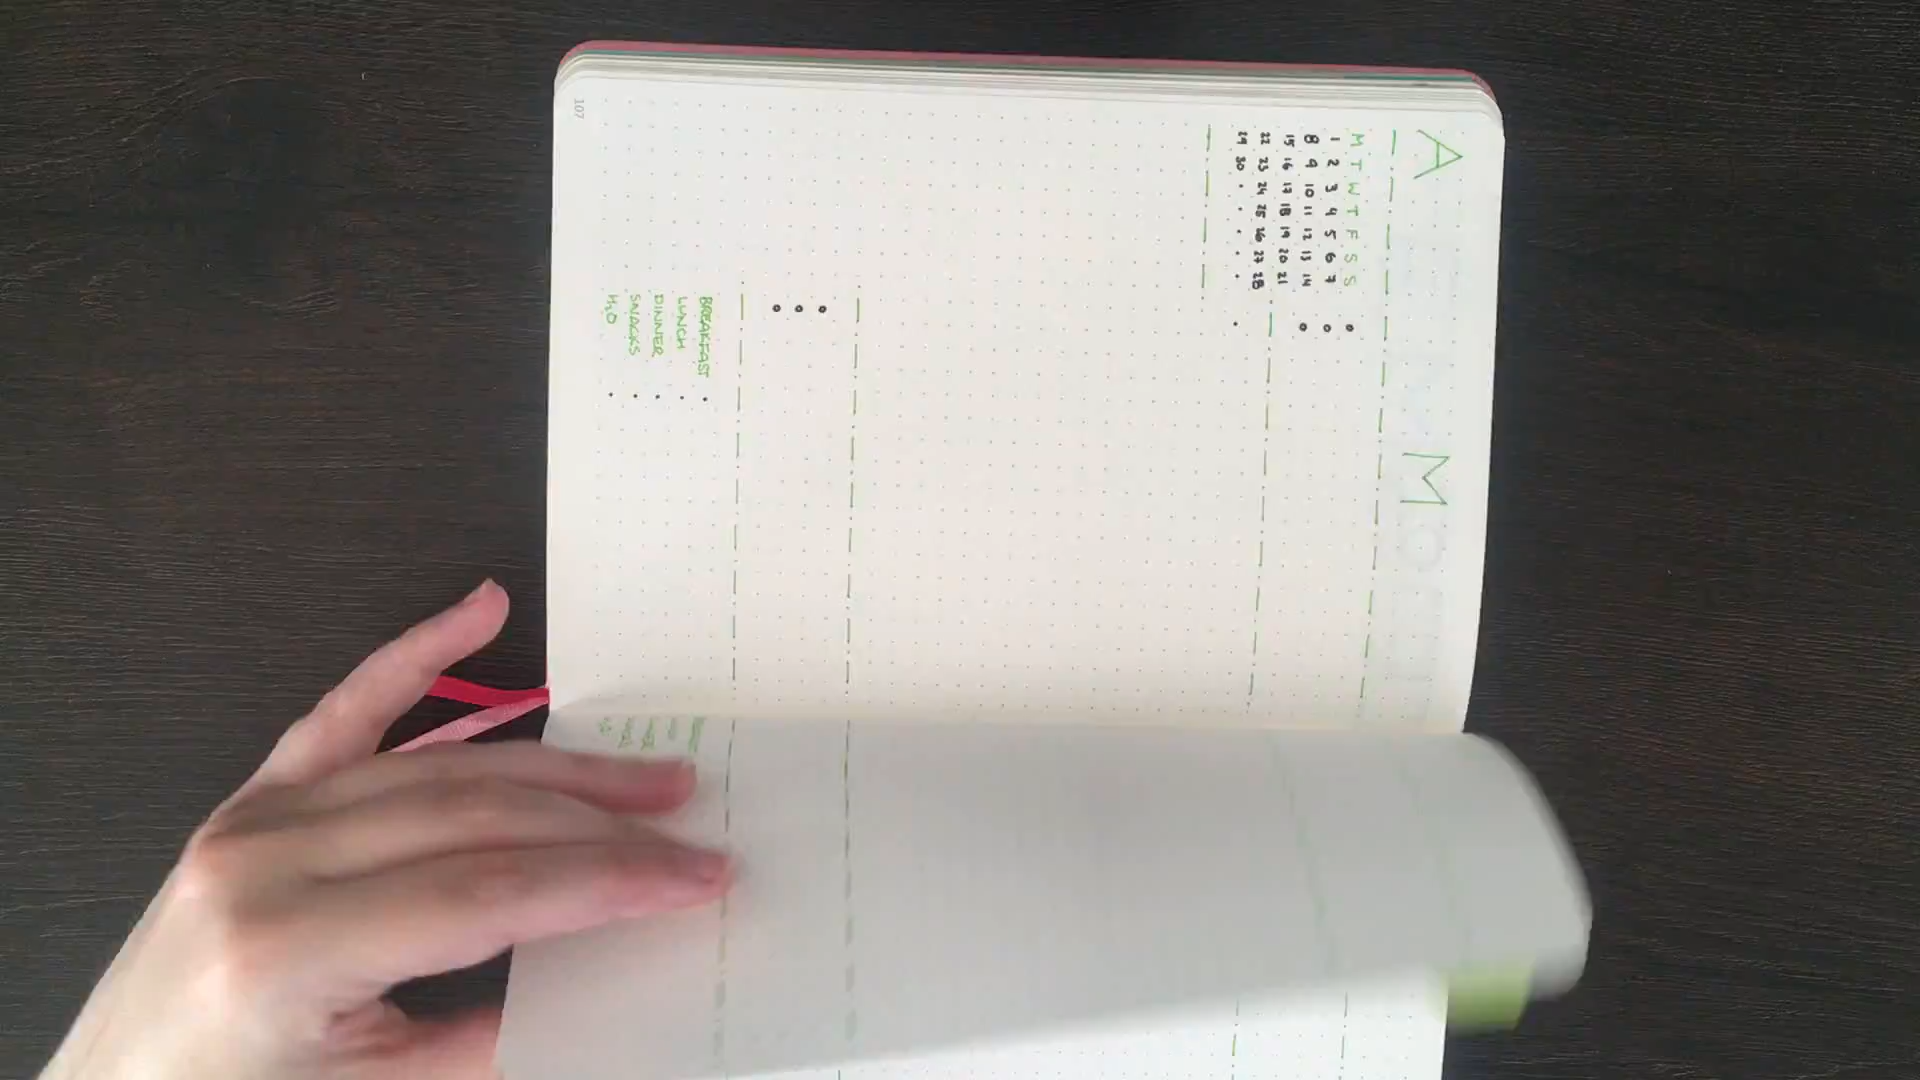 A M
M T W T F S S
1 2 3 4 5 6 7
8 9 10 11 12 13 14
15 16 17 18 19 20 21
22 23 24 25 26 27 28
29 30
BREAKFAST
LUNCH
DINNER
SNACKS
H₂O
107